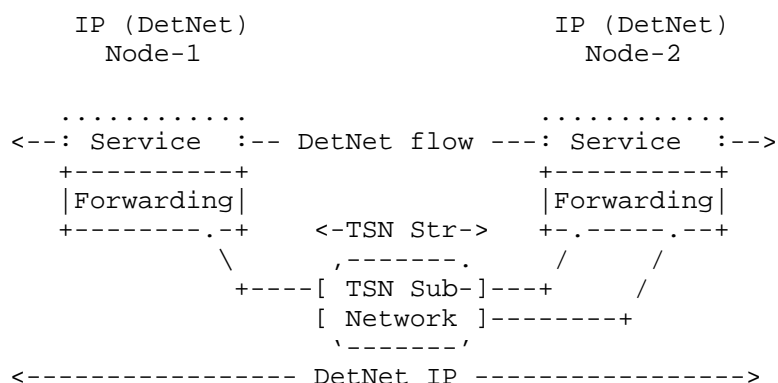 IP (DetNet) IP (DetNet)
Node-1 Node-2
<--: Service :-- DetNet flow ---: Service :-->
|Forwarding| |Forwarding|
<-TSN Str->
[ TSN Sub-]
[ Network ]
<----------------- DetNet IP ----------------->